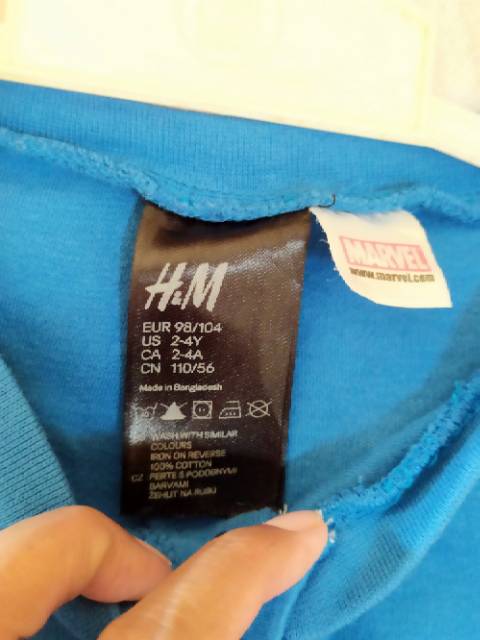 H&M
EUR 98/104
US 2-4Y
CA 2-4A
CN 110/56
Made in Bangladesh
WASH WITH SIMILAR
COLOURS
IRON ON REVERSE
100% COTTON
CZ PERTE S PODOBNYMI
BARVAMI
ŽEHLIT NA RUBU
MARVEL
www.marvel.com